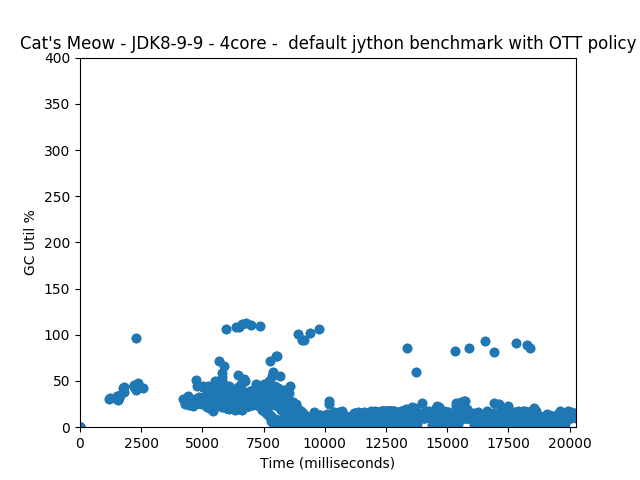 Cat's Meow - JDK8-9-9 - 4core -  default jython benchmark with OTT policy
400
350
300
250
200
150
100
50
0
GC Util %
0 2500 5000 7500 10000 12500 15000 17500 20000
Time (milliseconds)